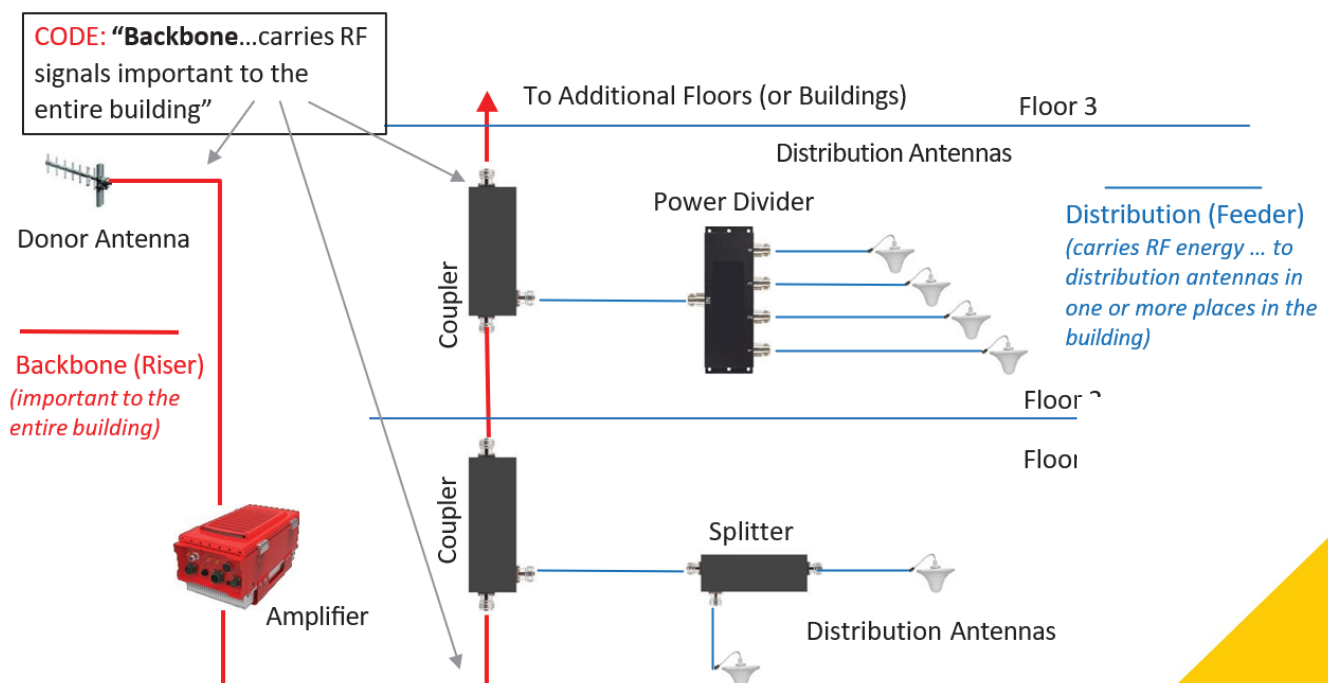 CODE: “Backbone…carries RF
signals important to the
entire building”
To Additional Floors (or Buildings)
Floor 3
Distribution Antennas
Donor Antenna
Power Divider
Distribution (Feeder)
(carries RF energy … to
distribution antennas in
one or more places in the
building)
Coupler
Backbone (Riser)
(important to the
entire building)
Floor
Floor
Coupler
Splitter
Amplifier
Distribution Antennas